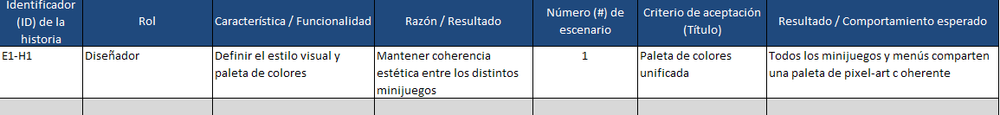 Identificador
(ID) de la
historia
Rol
Característica / Funcionalidad
Razón / Resultado
Número (#) de
escenario
Criterio de aceptación
(Título)
Resultado / Comportamiento esperado
E1-H1
Diseñador
Definir el estilo visual y
paleta de colores
Mantener coherencia
estética entre los distintos
minijuegos
1
Paleta de colores
unificada
Todos los minijuegos y menús comparten
una paleta de pixel-art c oherente